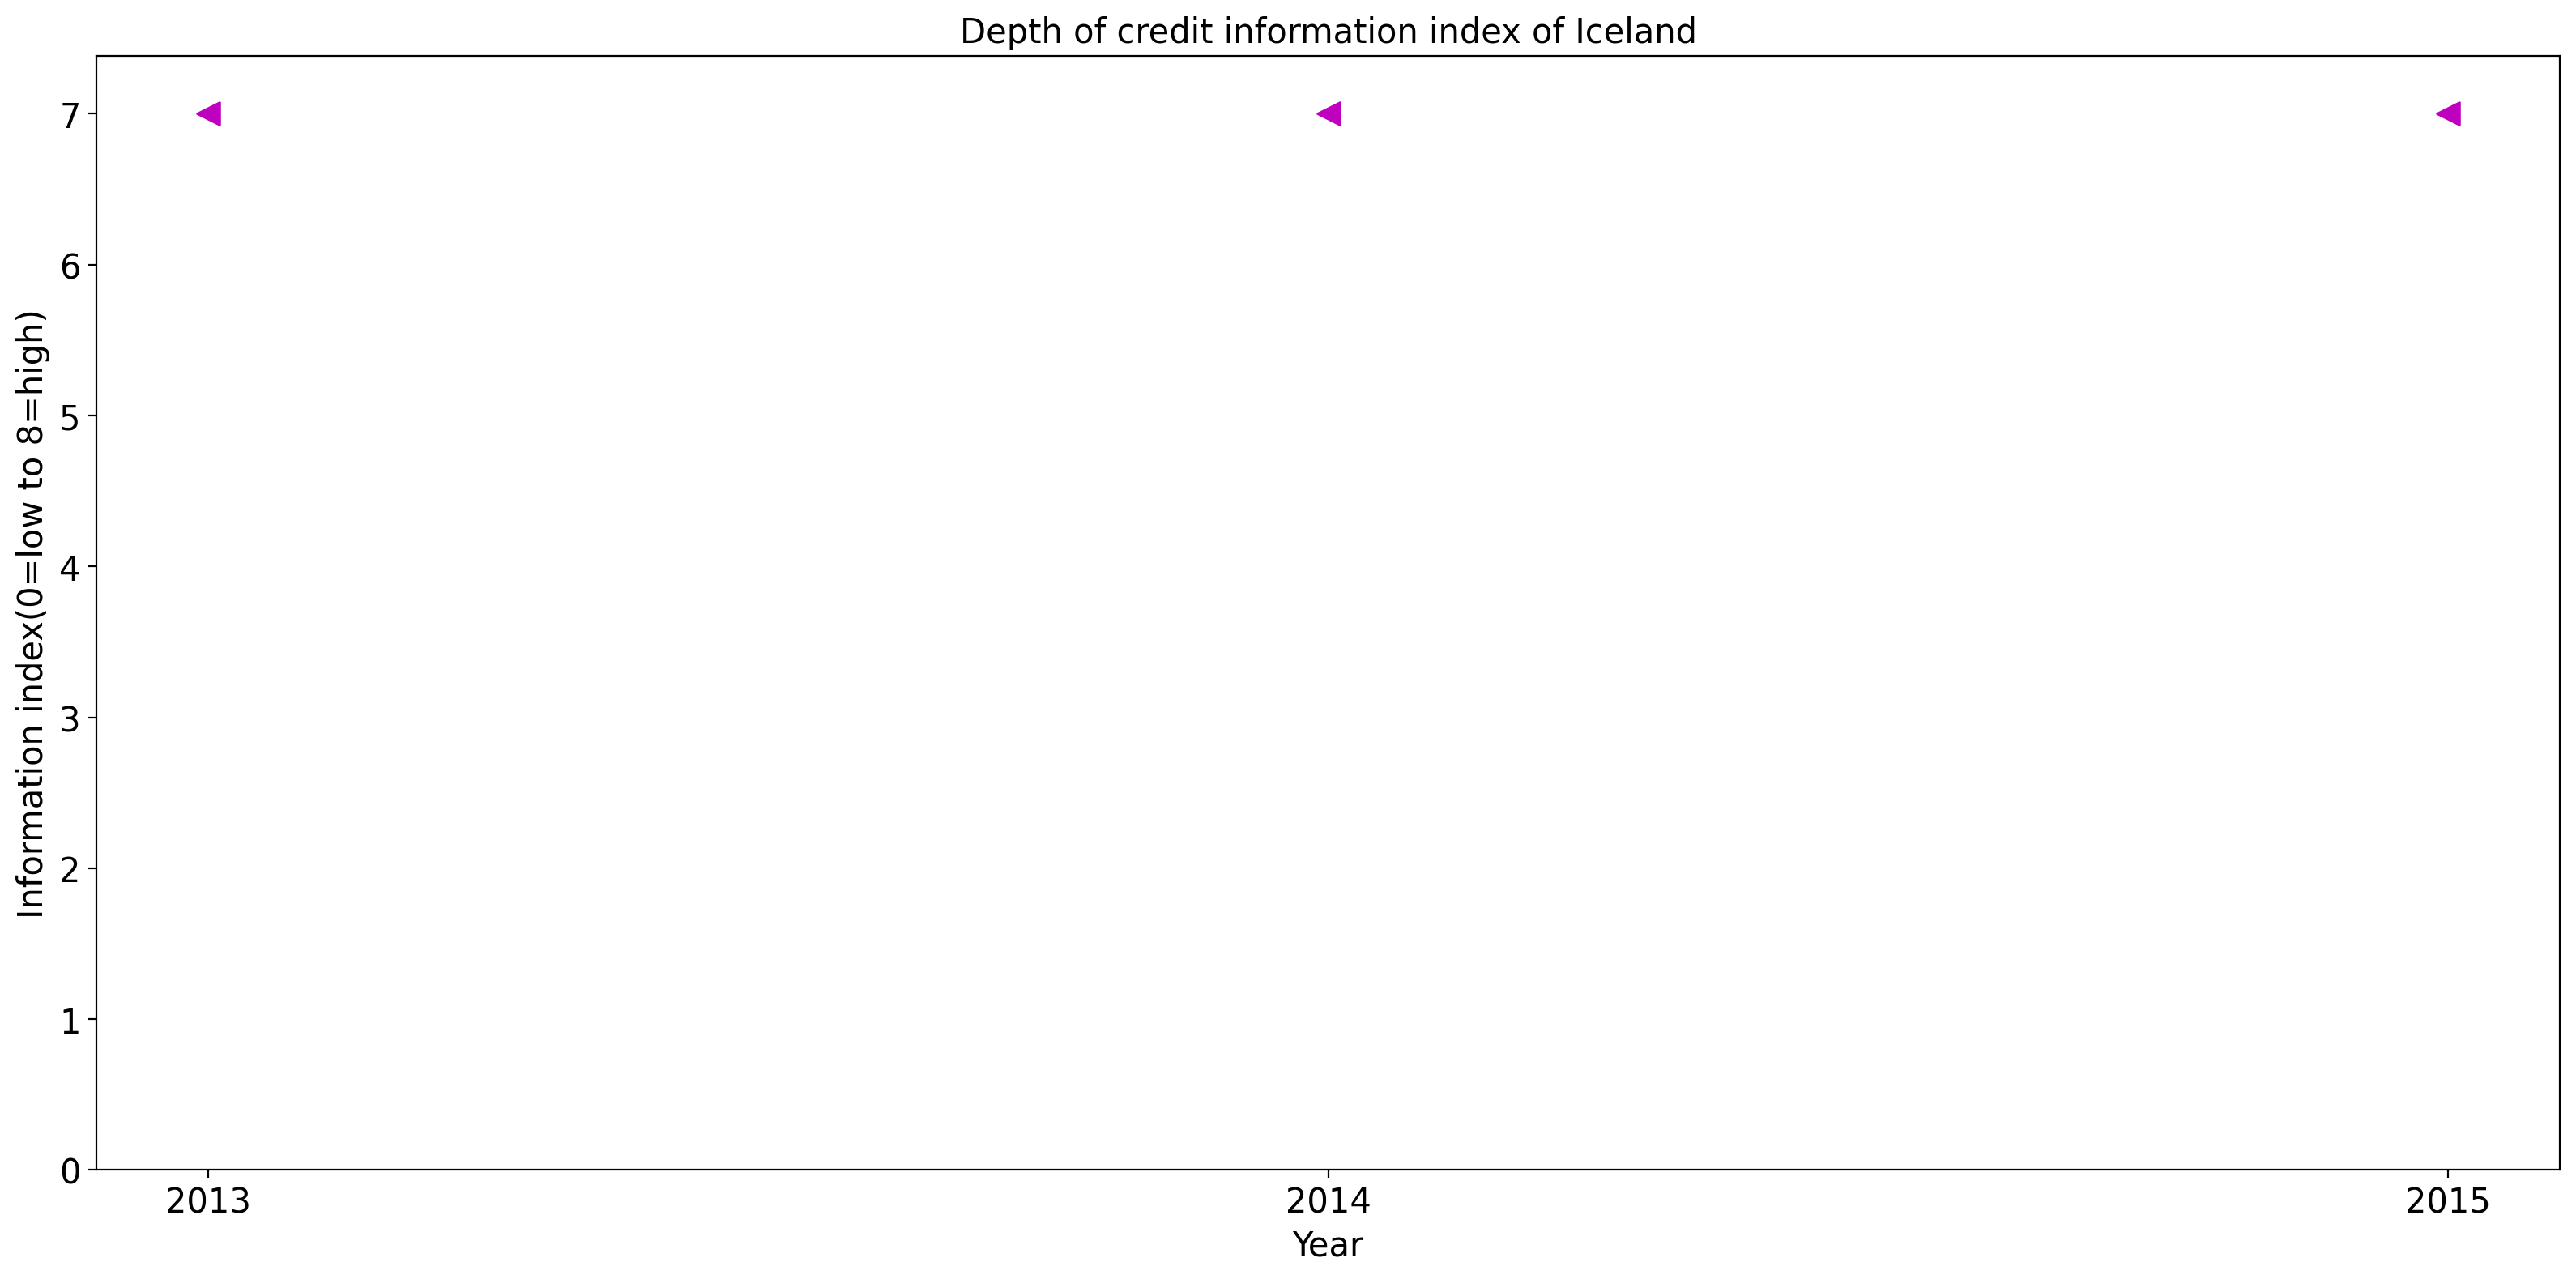 Depth of credit information index of Iceland
Information index(0=low to 8=high)
7
6
5
4
3
2
1
0
2013 2014 2015
Year